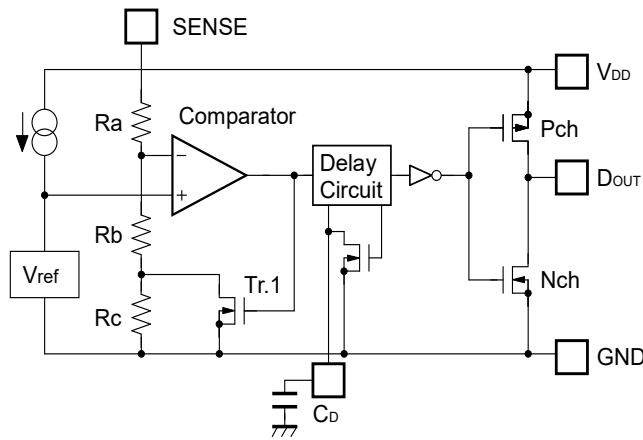 SENSE
VDD
Ra
Comparator
Pch
−
Delay
Circuit
DOUT
+
Rb
Vref
Tr.1
Nch
Rc
GND
CD